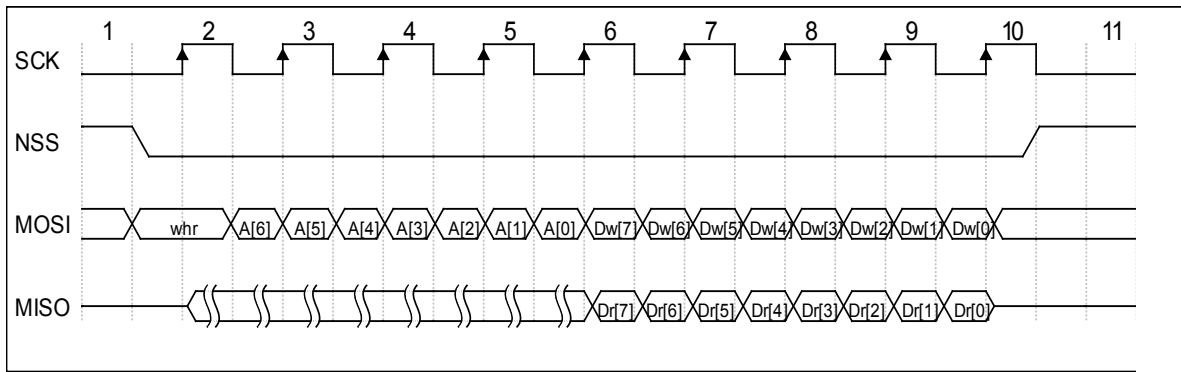 1 2 3 4 5 6 7 8 9 10 11
SCK
NSS
MOSI whr A[6] A[5] A[4] A[3] A[2] A[1] A[0] Dw[7] Dw[6] Dw[5] Dw[4] Dw[3] Dw[2] Dw[1] Dw[0]
MISO Dr[7] Dr[6] Dr[5] Dr[4] Dr[3] Dr[2] Dr[1] Dr[0]